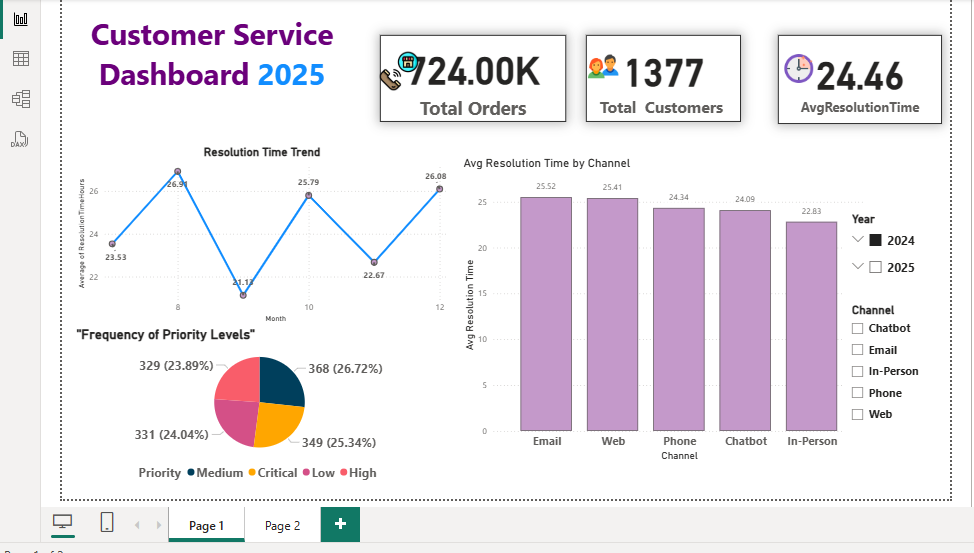 Customer Service
Dashboard 2025
724.00K
Total Orders
1377
Total Customers
24.46
AvgResolutionTime
DAX
Resolution Time Trend
Average of ResolutionTimeHours
26
24
22
23.53
26.91
21.13
25.79
22.67
26.08
8
10
12
Month
Avg Resolution Time by Channel
Avg Resolution Time
25
20
15
10
5
0
25.52
25.41
24.34
24.09
22.83
Email
Web
Phone
Chatbot
In-Person
Channel
Year
2024
2025
Channel
Chatbot
Email
In-Person
Phone
Web
"Frequency of Priority Levels"
329 (23.89%)
368 (26.72%)
331 (24.04%)
349 (25.34%)
Priority Medium Critical Low High
Page 1
Page 2
+